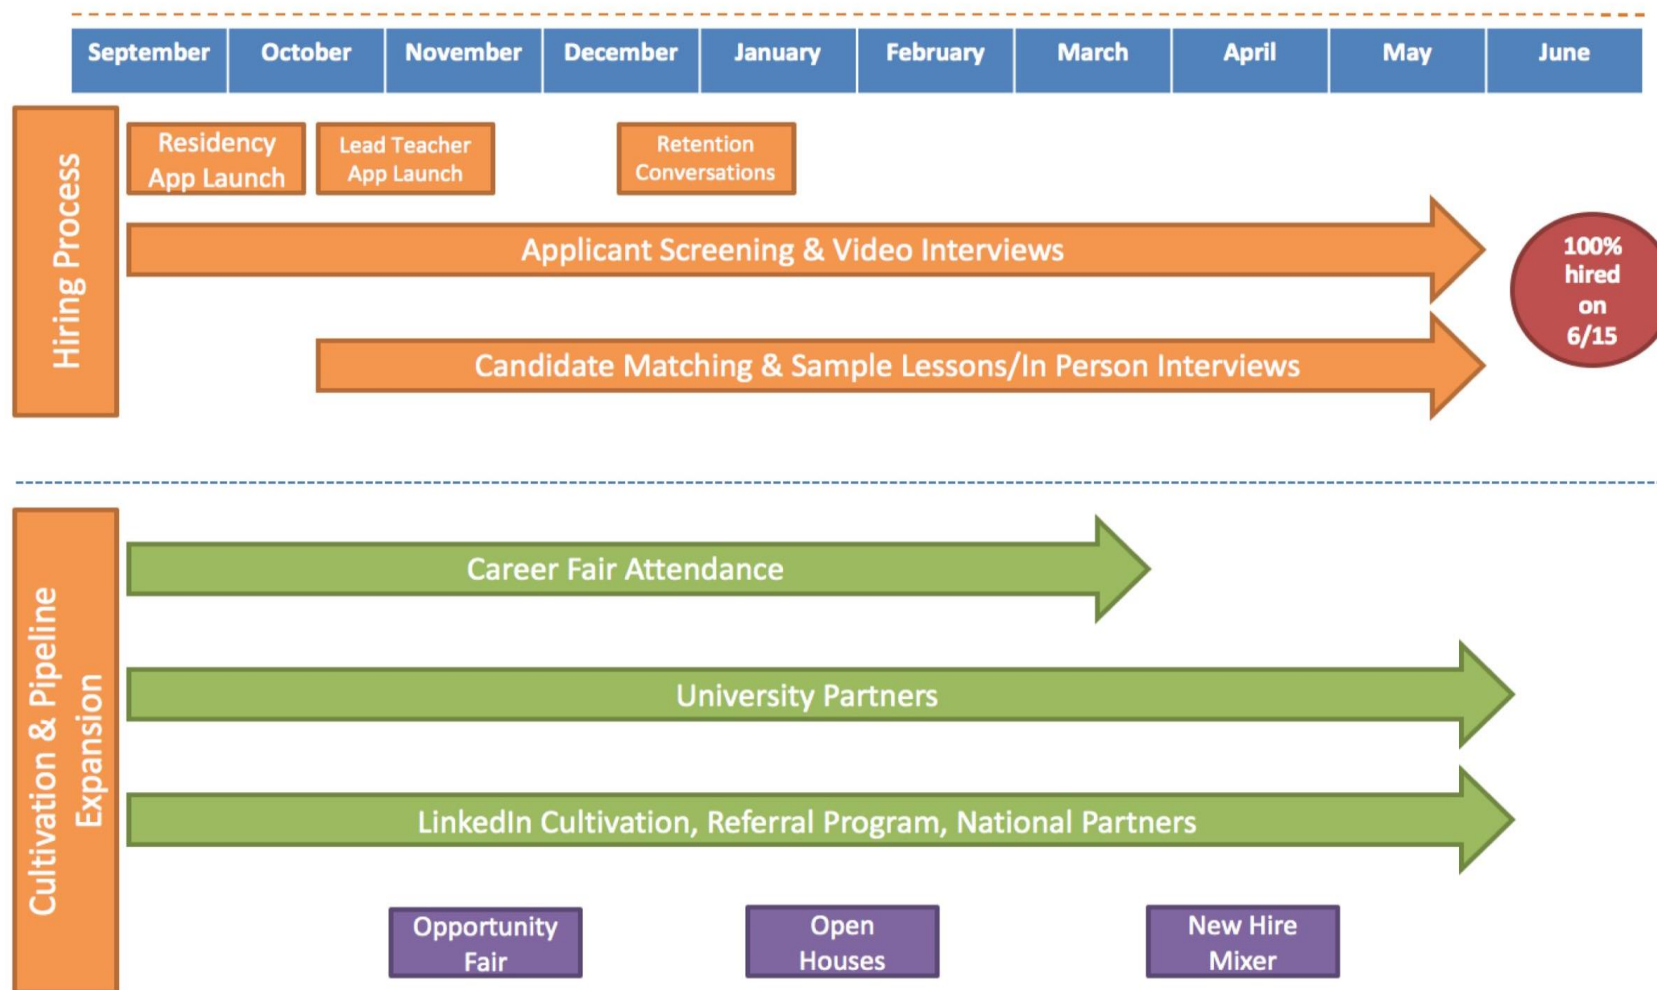 September October November December January February March April May June
Hiring Process
Residency
App Launch
Lead Teacher
App Launch
Retention
Conversations
Applicant Screening & Video Interviews
Candidate Matching & Sample Lessons/In Person Interviews
100%
hired
on
6/15
Cultivation & Pipeline
Expansion
Career Fair Attendance
University Partners
LinkedIn Cultivation, Referral Program, National Partners
Opportunity
Fair
Open
Houses
New Hire
Mixer